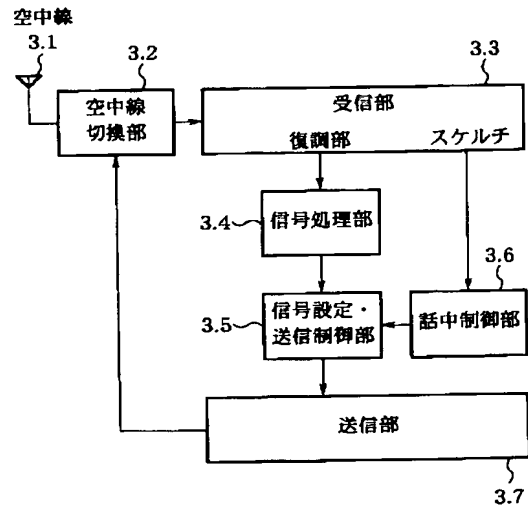 空中線
3.1
3.2
空中線
切換部
3.3
受信部
復調部
スケルチ
3.4
信号処理部
3.5
信号設定・
送信制御部
3.6
話中制御部
送信部
3.7